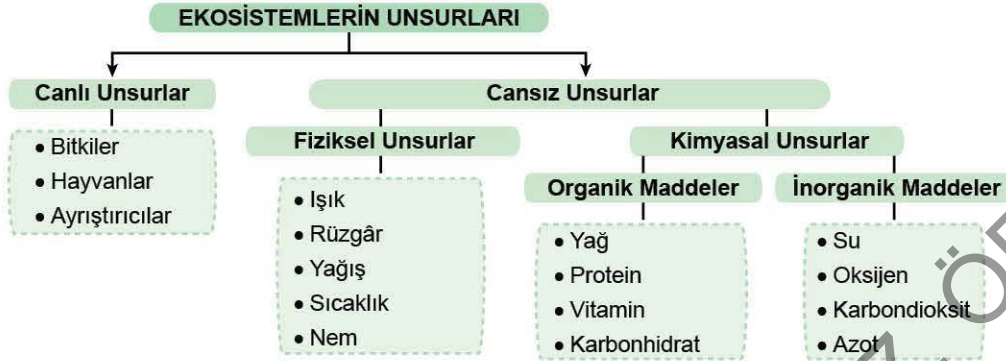 EKOSİSTEMLERİN UNSURLARI
Canlı Unsurlar
• Bitkiler
• Hayvanlar
• Ayrıştırıcılar
Cansız Unsurlar
Fiziksel Unsurlar
• Işık
• Rüzgâr
• Yağış
• Sıcaklık
• Nem
Kimyasal Unsurlar
Organik Maddeler
• Yağ
• Protein
• Vitamin
• Karbonhidrat
İnorganik Maddeler
• Su
• Oksijen
• Karbondioksit
• Azot